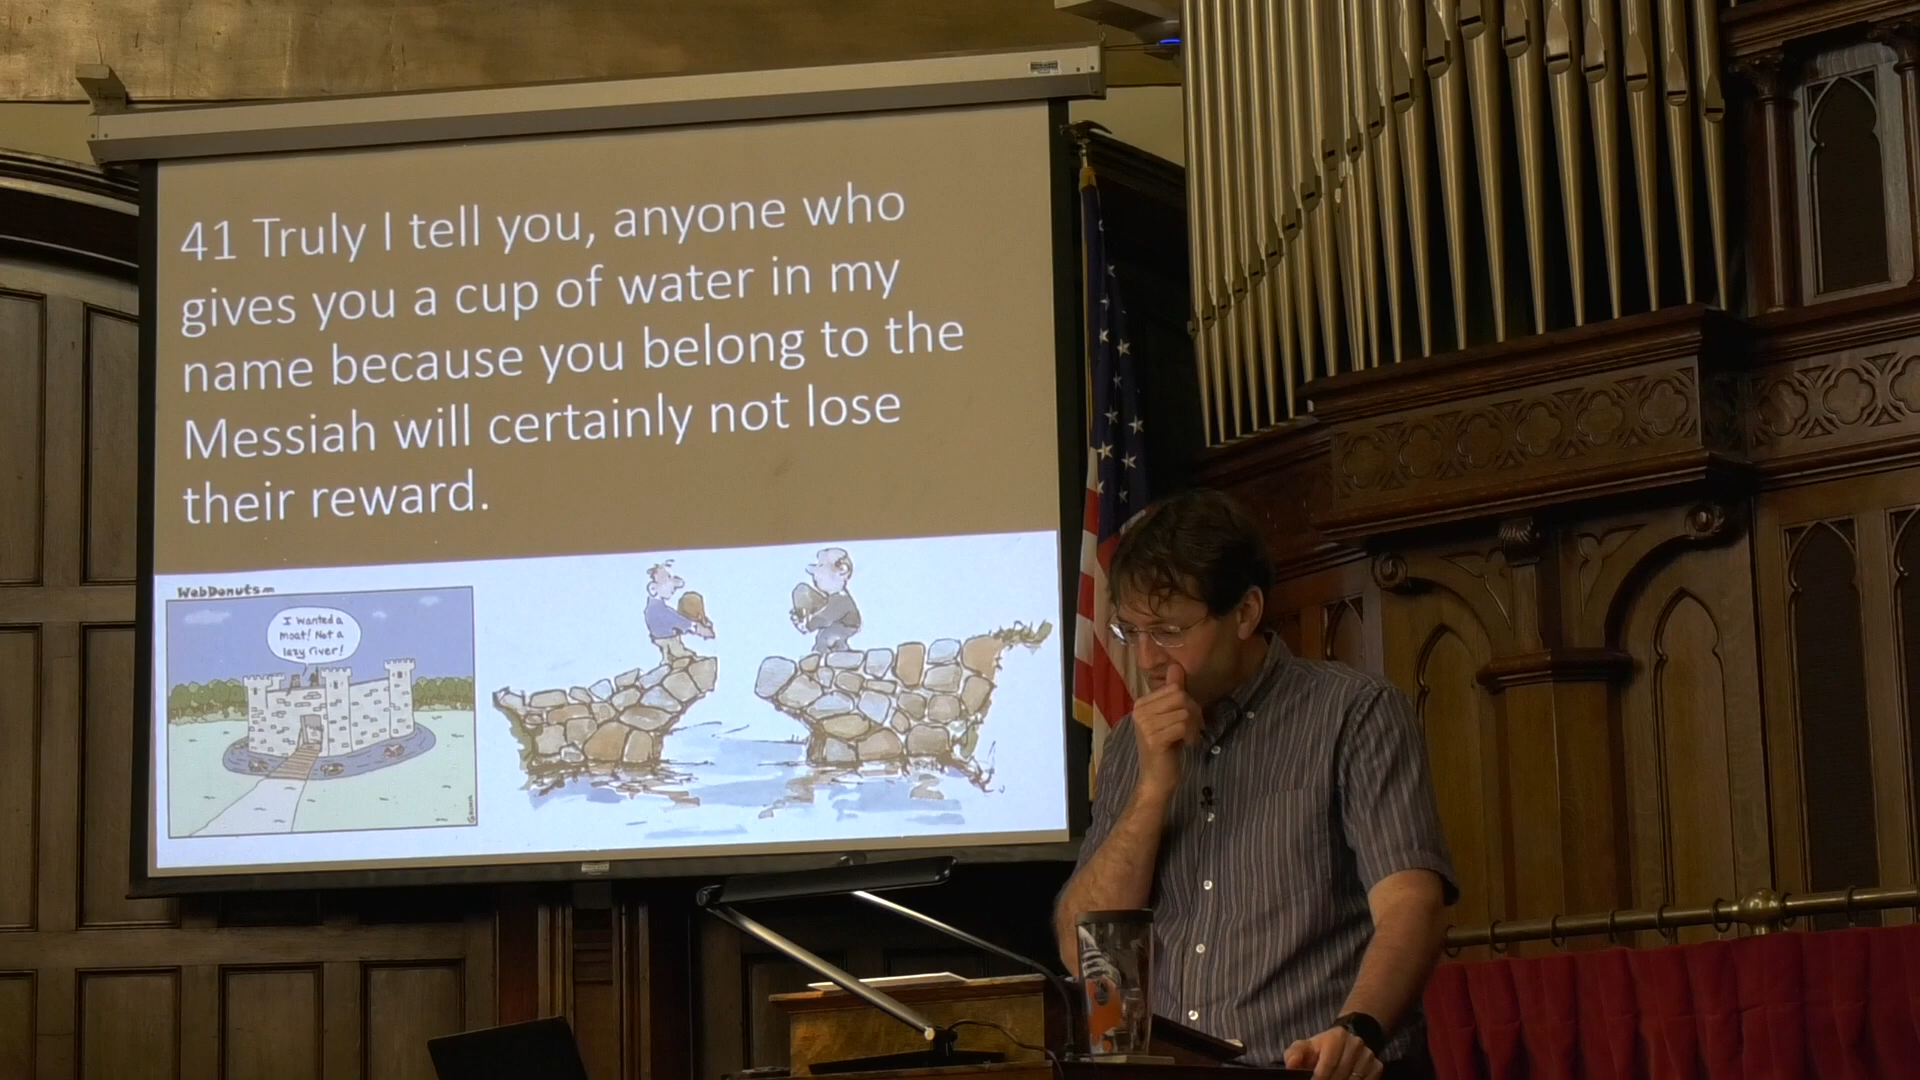 41 Truly I tell you, anyone who
gives you a cup of water in my
name because you belong to the
Messiah will certainly not lose
their reward.
WebDonuts.com
I wanted a
moat! Not a
lazy river!